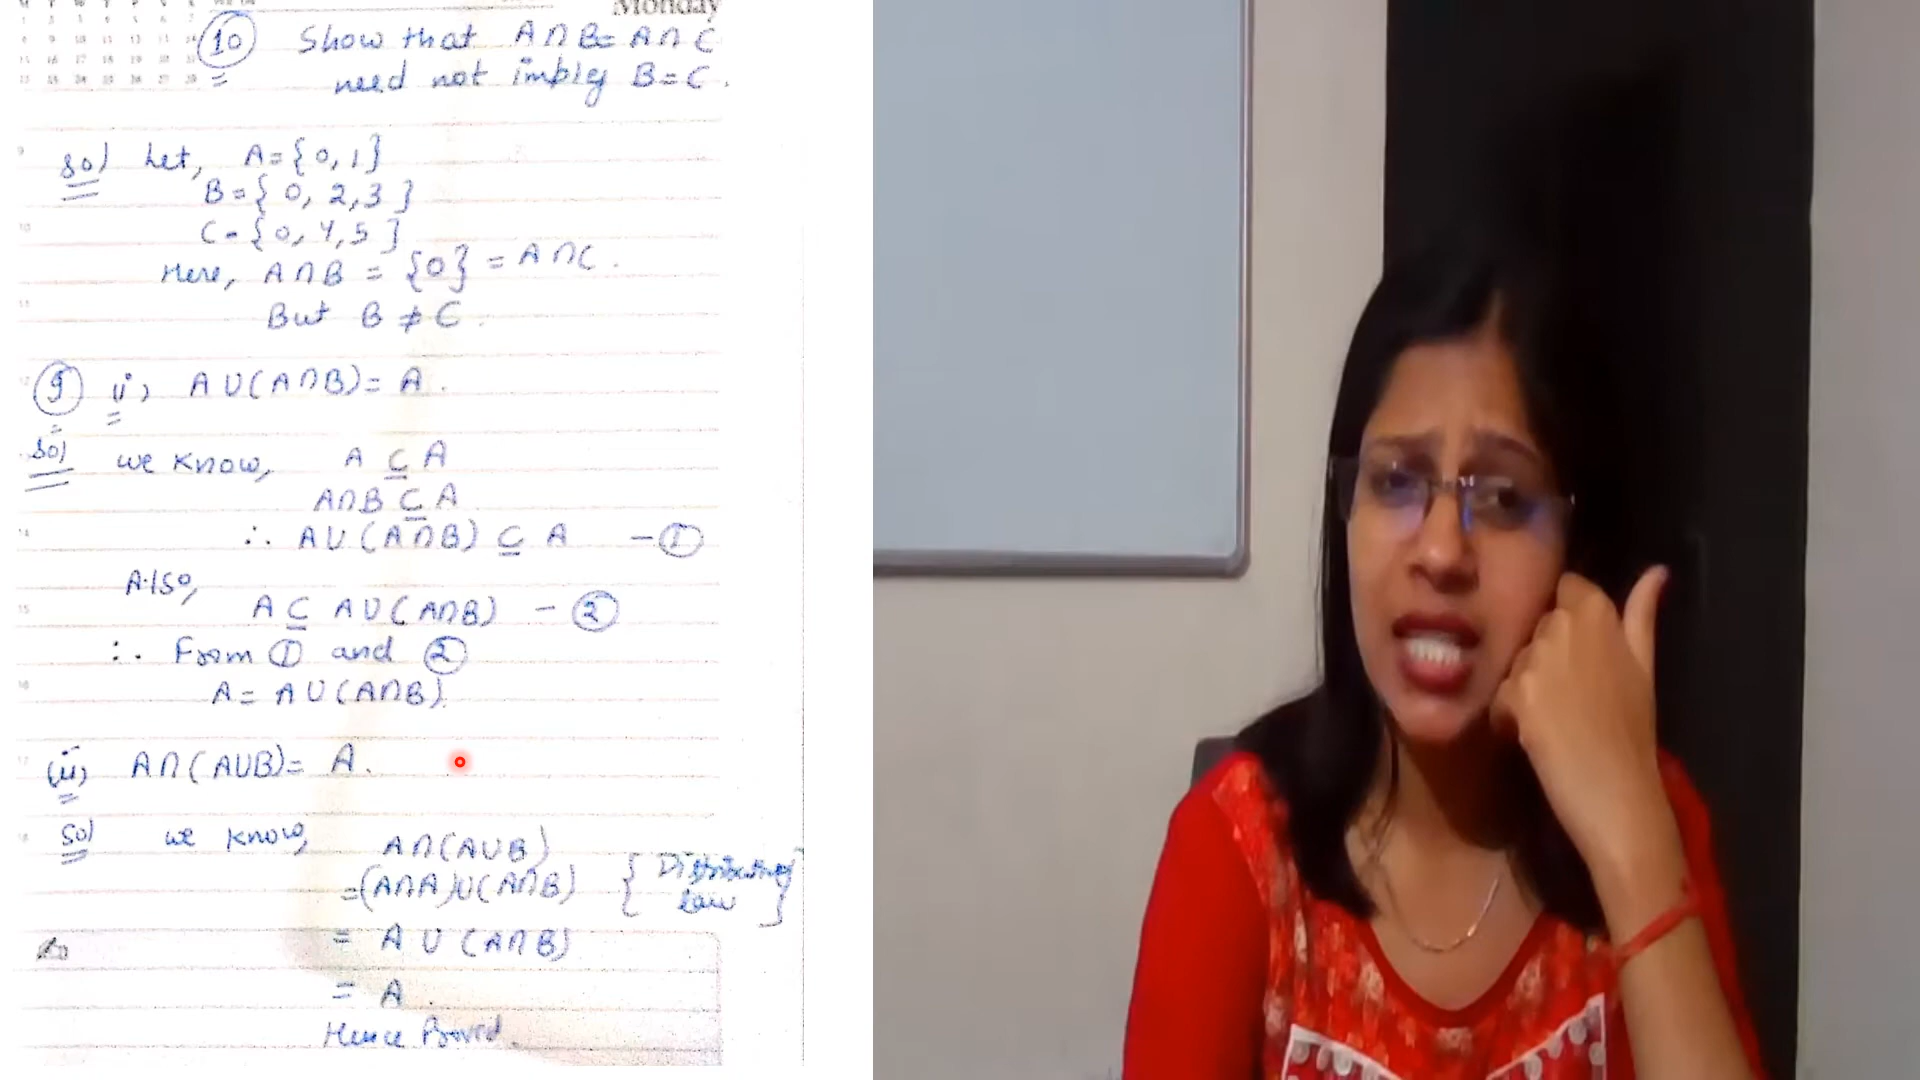 Monday
10 Show that A∩B = A∩C
need not imply B=C.
Sol Let, A={0,1}
B={0, 2,3}
C={0,4,5}
Here, A∩B = {0} = A∩C.
But B ≠ C.
9 i) A∪(A∩B)= A.
Sol we know, A ⊆ A
A∩B ⊆ A
∴ A∪(A∩B) ⊆ A —①
Also,
A ⊆ A∪(A∩B) —②
∴ From ① and ②
A = A∪(A∩B)
(ii) A∩(A∪B)= A.
Sol we know, A∩(A∪B)
=(A∩A)∪(A∩B) {Distributive law}
= A ∪ (A∩B)
= A.
Hence Proved.